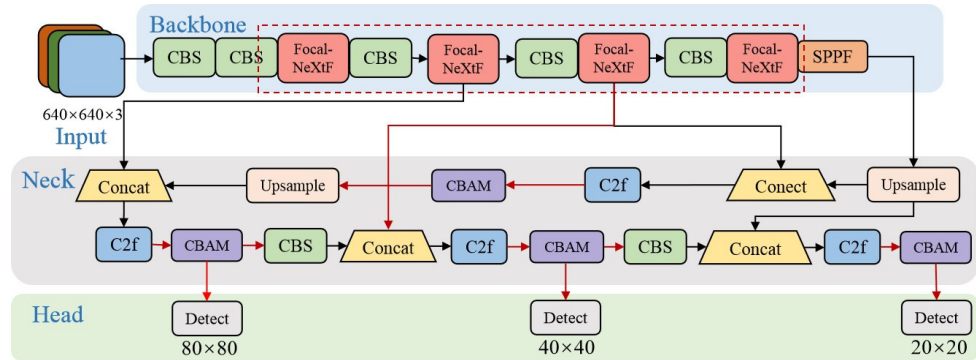 Backbone
CBS
CBS
Focal-
NeXtF
CBS
Focal-
NeXtF
CBS
Focal-
NeXtF
CBS
Focal-
NeXtF
SPPF
640×640×3
Input
Neck
Concat
Upsample
CBAM
C2f
Conect
Upsample
C2f
CBAM
CBS
Concat
C2f
CBAM
CBS
Concat
C2f
CBAM
Head
Detect
Detect
Detect
80×80
40×40
20×20